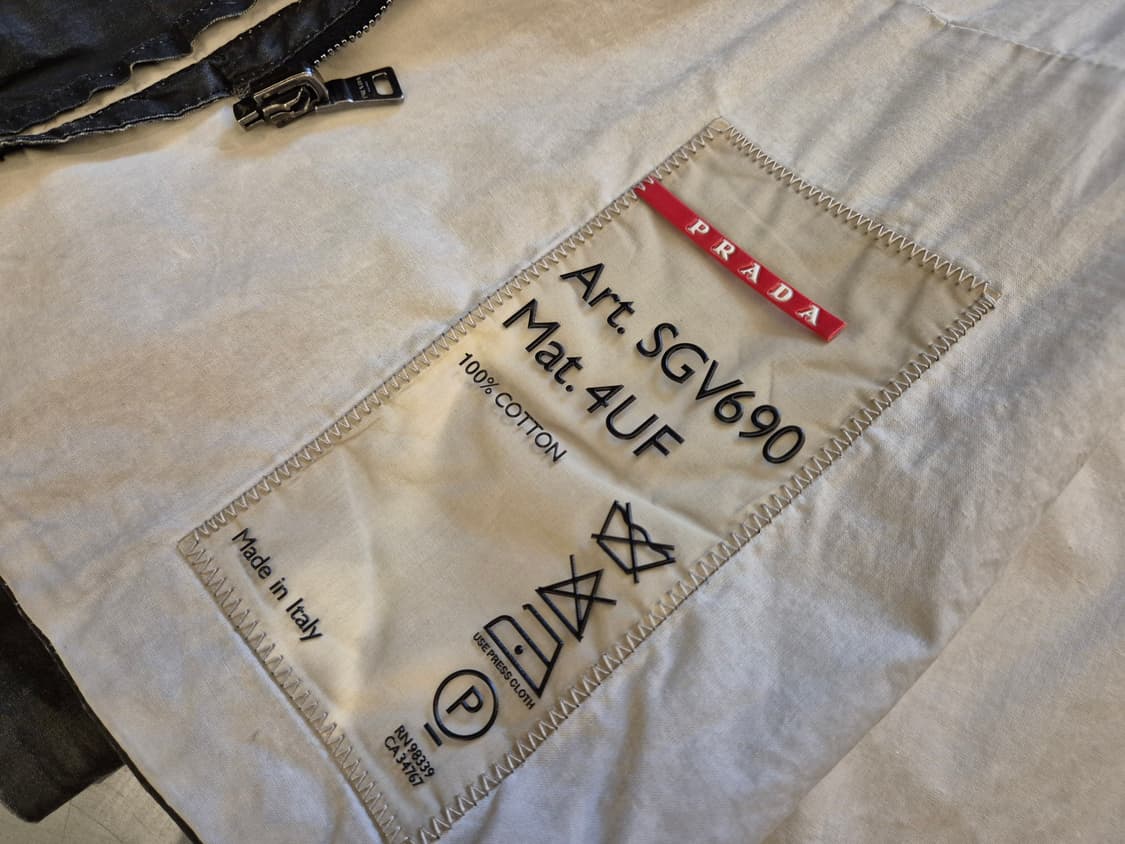 PRADA
Art. SGV690
Mat. 4UF
100% COTTON
USE PRESS CLOTH
P
Made in Italy
RN 98339
CA 34767